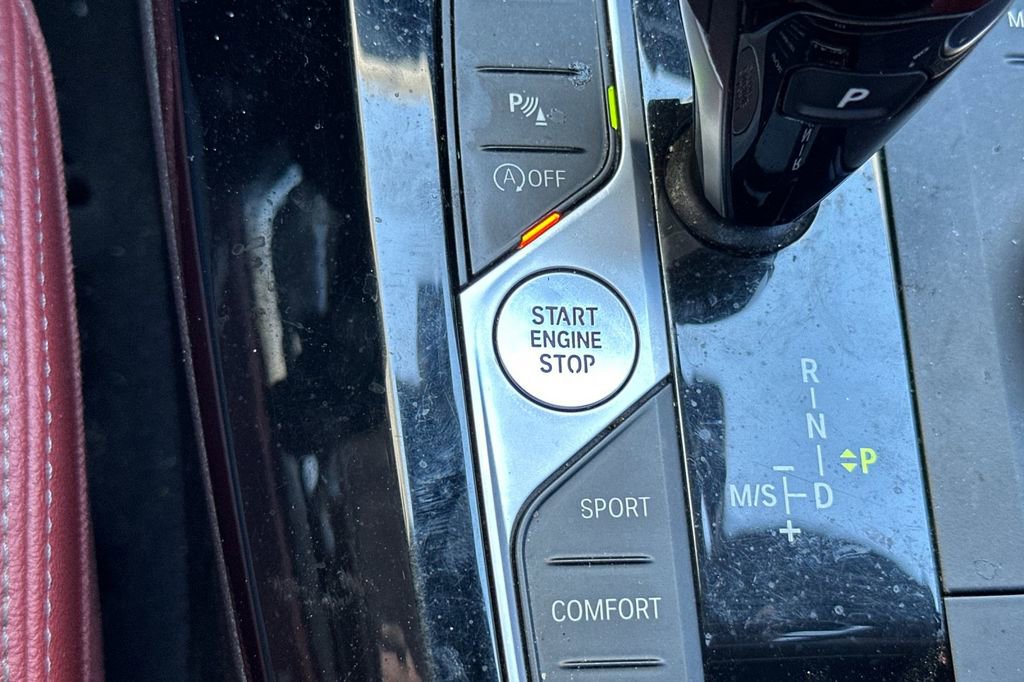 M
P
P
OFF
START
ENGINE
STOP
R
N
P
M/S
D
+
SPORT
COMFORT